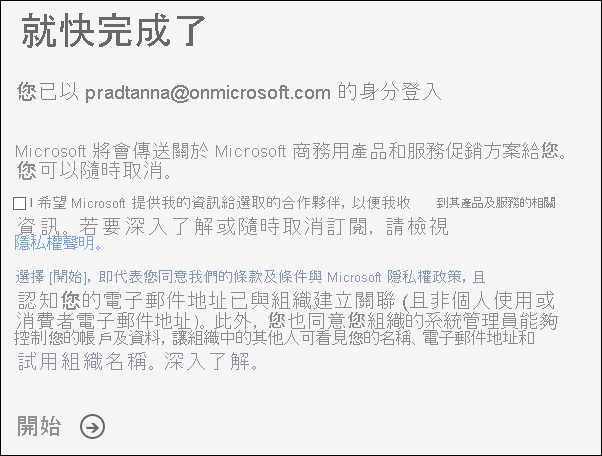 就快完成了
您已以 pradtanna@onmicrosoft.com 的身分登入
Microsoft 將會傳送關於 Microsoft 商務用產品和服務促銷方案給您。
您可以隨時取消。
I 希望 Microsoft 提供我的資訊給選取的合作夥伴, 以便我收 到其產品及服務的相關
資訊。若要深入了解或隨時取消訂閱, 請檢視
隱私權聲明。
選擇 [開始], 即代表您同意我們的條款及條件與 Microsoft 隱私權政策, 且
認知您的電子郵件地址已與組織建立關聯 (且非個人使用或
消費者電子郵件地址)。此外, 您也同意您組織的系統管理員能夠
控制您的帳戶及資料, 讓組織中的其他人可看見您的名稱、電子郵件地址和
試用組織名稱。深入了解。
開始